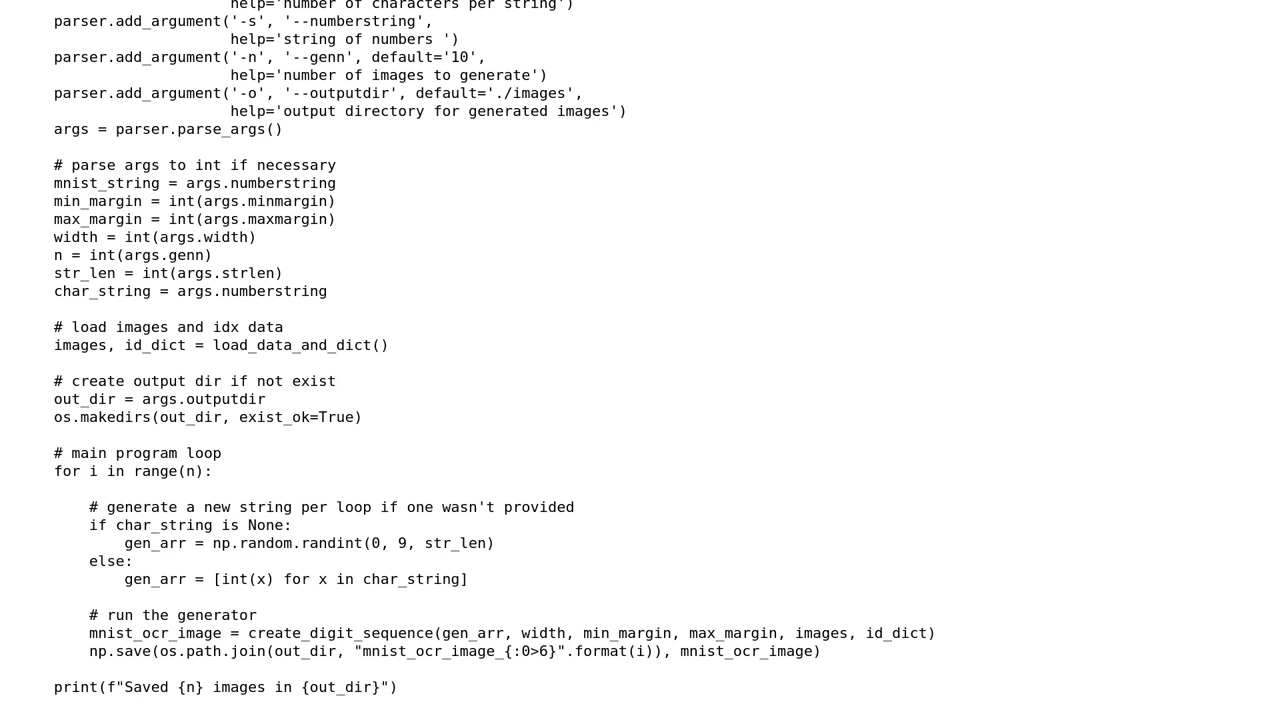 help='number of characters per string')
parser.add_argument('-s', '--numberstring',
                    help='string of numbers ')
parser.add_argument('-n', '--genn', default='10',
                    help='number of images to generate')
parser.add_argument('-o', '--outputdir', default='./images',
                    help='output directory for generated images')
args = parser.parse_args()

# parse args to int if necessary
mnist_string = args.numberstring
min_margin = int(args.minmargin)
max_margin = int(args.maxmargin)
width = int(args.width)
n = int(args.genn)
str_len = int(args.strlen)
char_string = args.numberstring

# load images and idx data
images, id_dict = load_data_and_dict()

# create output dir if not exist
out_dir = args.outputdir
os.makedirs(out_dir, exist_ok=True)

# main program loop
for i in range(n):

    # generate a new string per loop if one wasn't provided
    if char_string is None:
        gen_arr = np.random.randint(0, 9, str_len)
    else:
        gen_arr = [int(x) for x in char_string]

    # run the generator
    mnist_ocr_image = create_digit_sequence(gen_arr, width, min_margin, max_margin, images, id_dict)
    np.save(os.path.join(out_dir, "mnist_ocr_image_{:0>6}".format(i)), mnist_ocr_image)

print(f"Saved {n} images in {out_dir}")